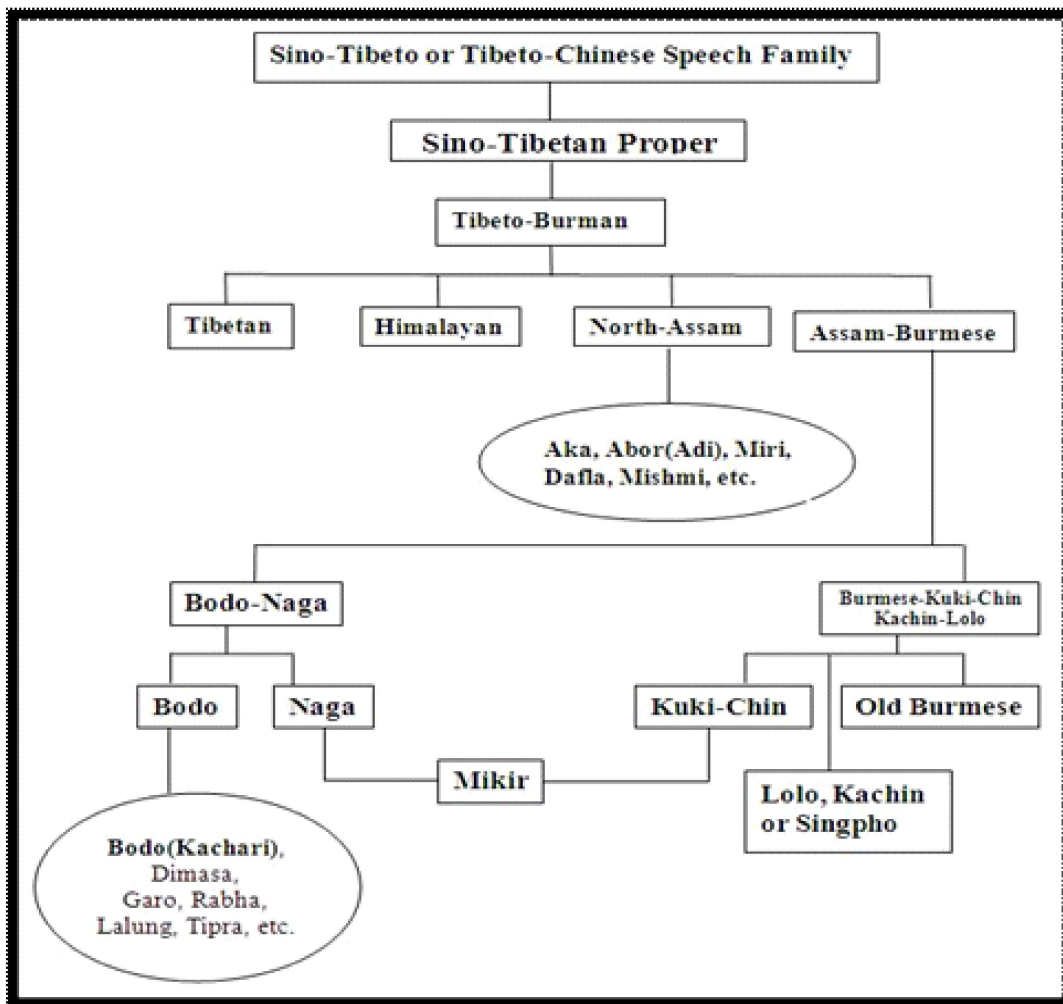 Sino-Tibeto or Tibeto-Chinese Speech Family
Sino-Tibetan Proper
Tibeto-Burman
Tibetan
Himalayan
North-Assam
Assam-Burmese
Aka, Abor(Adi), Miri,
Dafla, Mishmi, etc.
Bodo-Naga
Burmese-Kuki-Chin
Kachin-Lolo
Bodo
Naga
Kuki-Chin
Old Burmese
Mikir
Lolo, Kachin
or Singpho
Bodo(Kachari),
Dimasa,
Garo, Rabha,
Lalung, Tipra, etc.